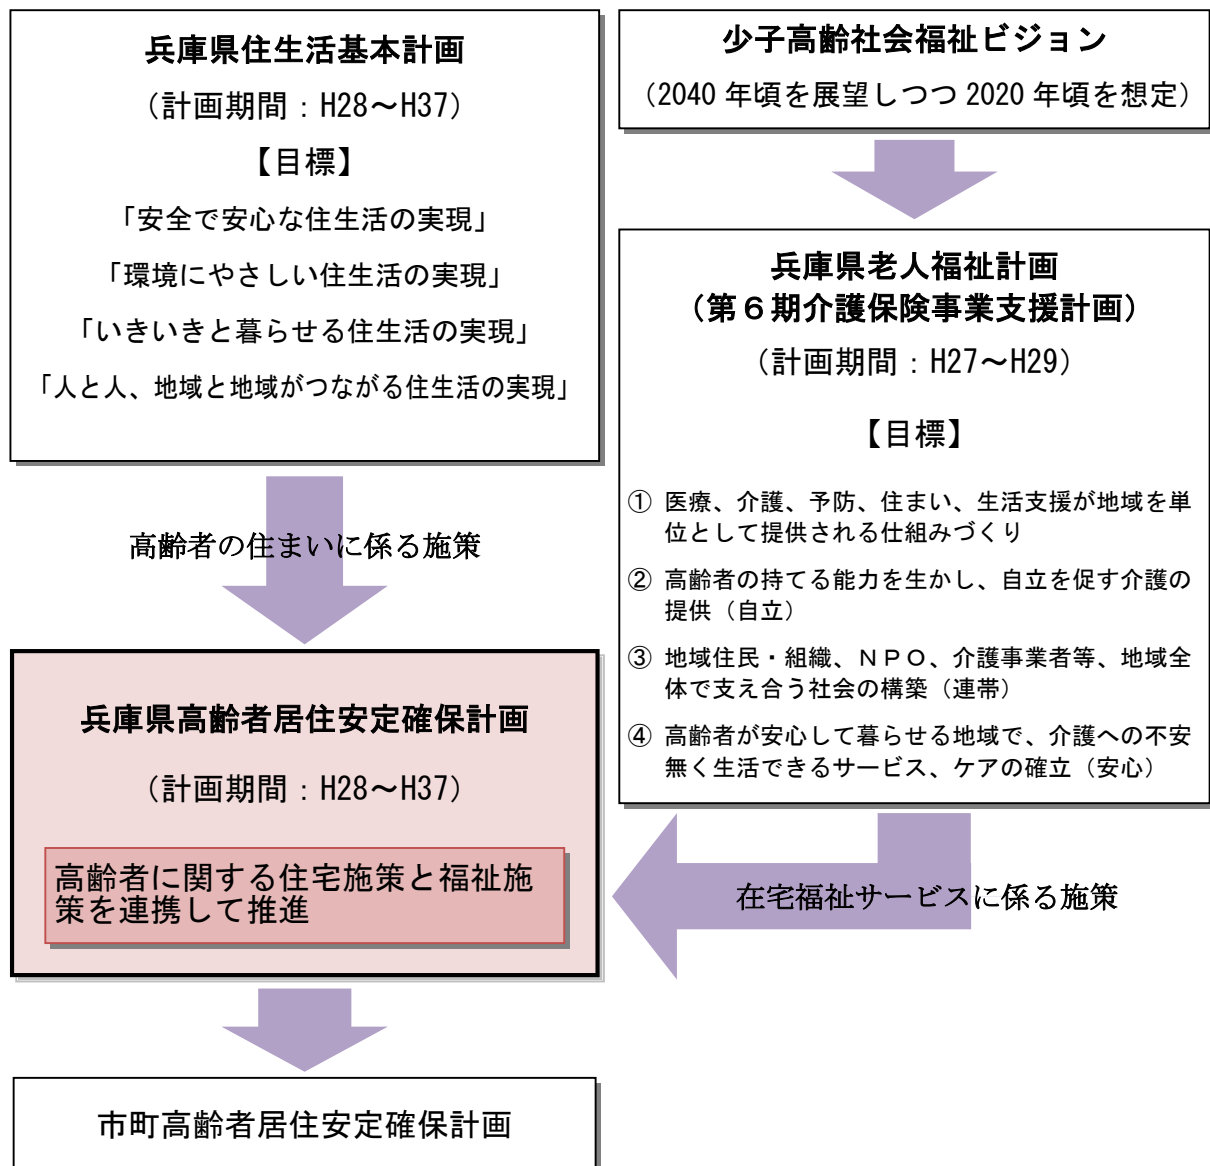 兵庫県住生活基本計画
（計画期間：H28～H37）
【目標】
「安全で安心な住生活の実現」
「環境にやさしい住生活の実現」
「いきいきと暮らせる住生活の実現」
「人と人、地域と地域がつながる住生活の実現」
少子高齢社会福祉ビジョン
（2040 年頃を展望しつつ 2020 年頃を想定）
兵庫県老人福祉計画
（第６期介護保険事業支援計画）
（計画期間：H27～H29）
【目標】
① 医療、介護、予防、住まい、生活支援が地域を単
位として提供される仕組みづくり
② 高齢者の持てる能力を生かし、自立を促す介護の
提供（自立）
③ 地域住民・組織、ＮＰＯ、介護事業者等、地域全
体で支え合う社会の構築（連帯）
④ 高齢者が安心して暮らせる地域で、介護への不安
無く生活できるサービス、ケアの確立（安心）
高齢者の住まいに係る施策
兵庫県高齢者居住安定確保計画
（計画期間：H28～H37）
高齢者に関する住宅施策と福祉施
策を連携して推進
在宅福祉サービスに係る施策
市町高齢者居住安定確保計画